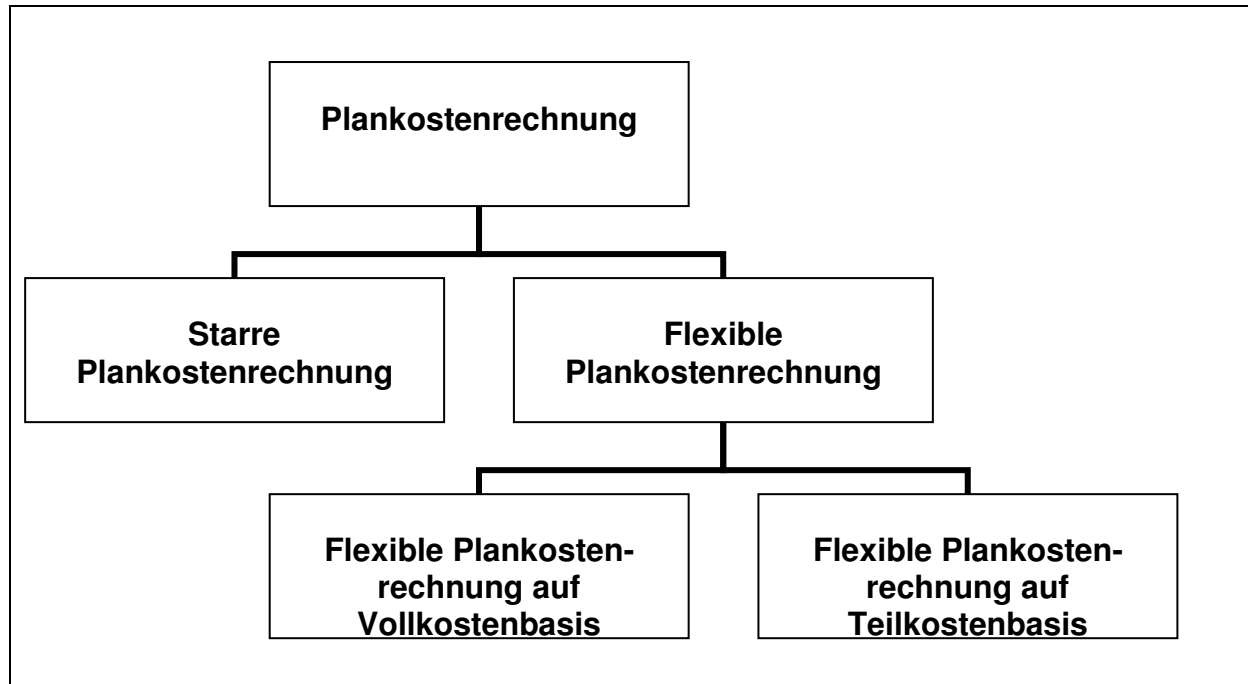 Plankostenrechnung
Starre
Plankostenrechnung
Flexible
Plankostenrechnung
Flexible Plankosten-
rechnung auf
Vollkostenbasis
Flexible Plankosten-
rechnung auf
Teilkostenbasis